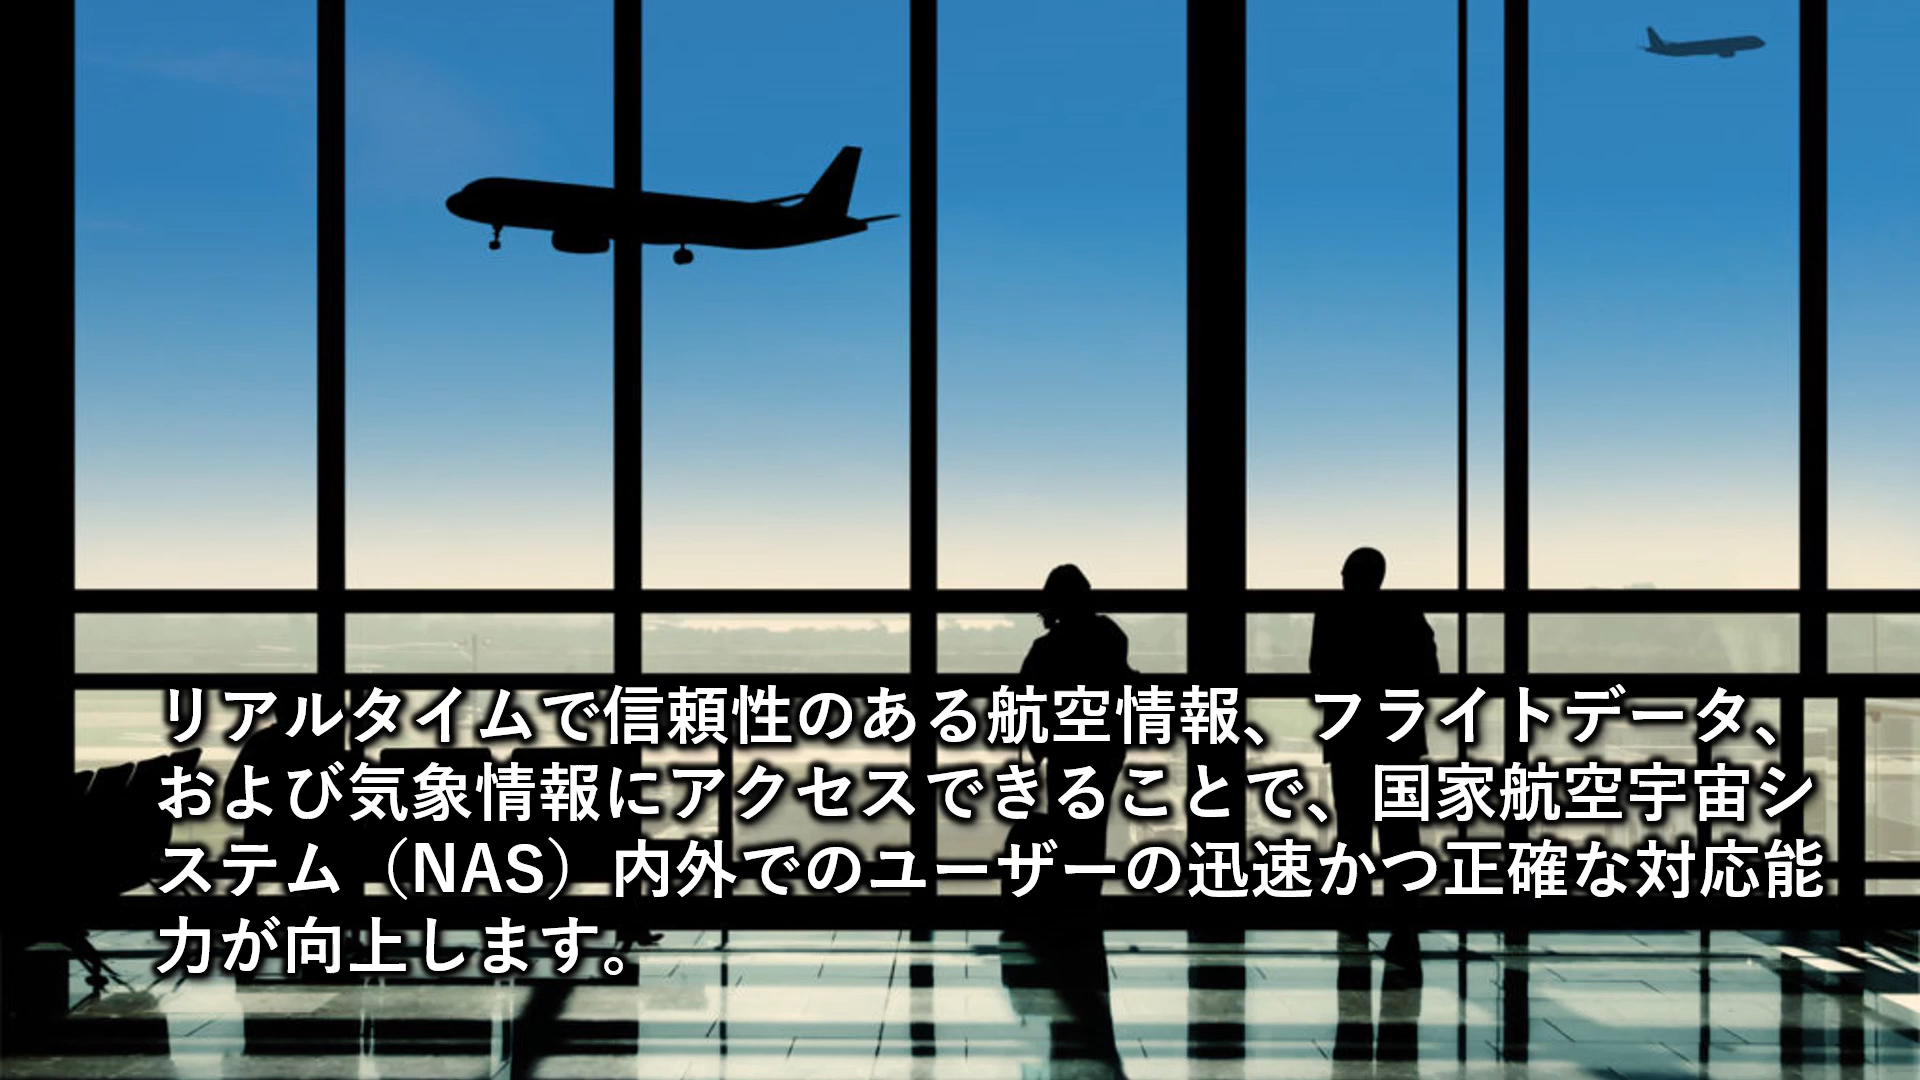 リアルタイムで信頼性のある航空情報、フライトデータ、
および気象情報にアクセスできることで、国家航空宇宙シ
ステム（NAS）内外でのユーザーの迅速かつ正確な対応能
力が向上します。